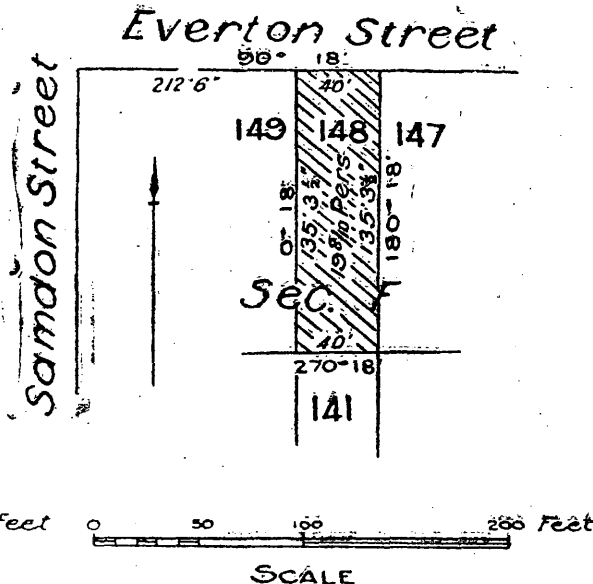 Everton Street
90° 18'
212' 6"
40'
Samdon Street
149
148
147
0° 18'
135' 3½"
19 8/10 Pers
135' 3½"
180° 18'
Sec. F
40'
270° 18'
141
Feet 0 50 100 200 Feet
SCALE